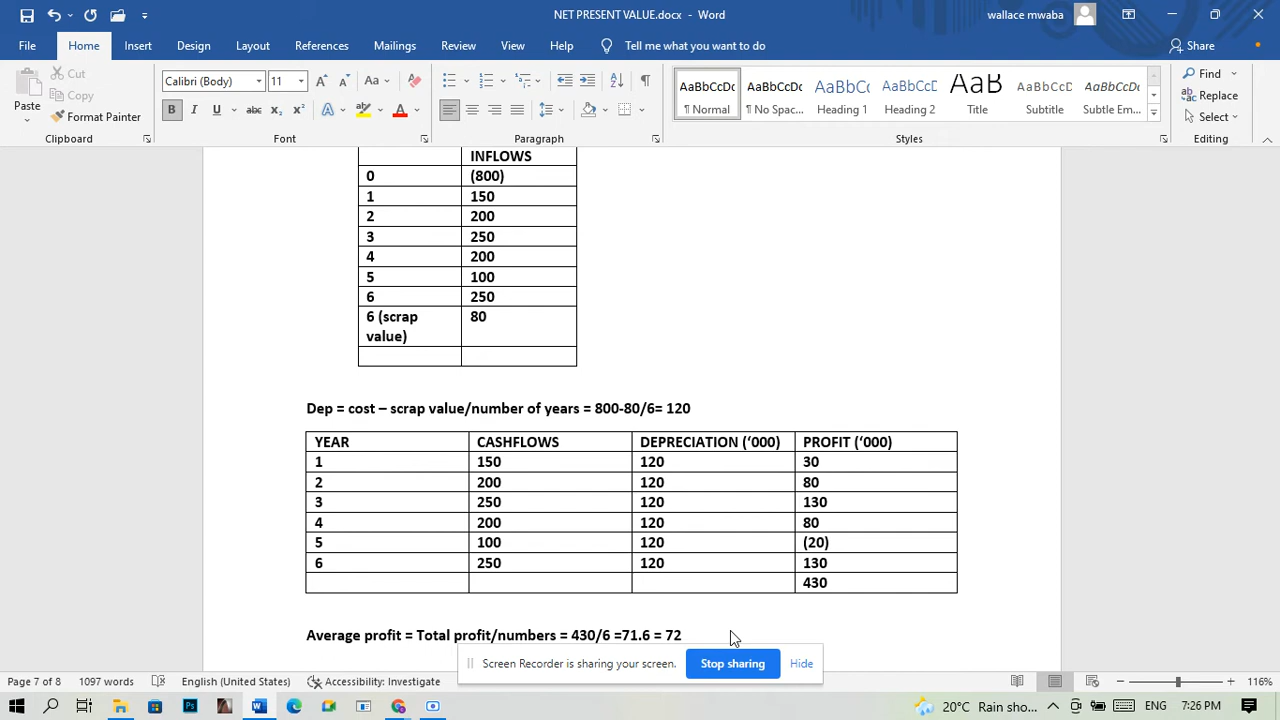 NET PRESENT VALUE.docx - Word
wallace mwaba
File Home Insert Design Layout References Mailings Review View Help Tell me what you want to do Share
Paste
Cut
Copy
Format Painter
Calibri (Body) 11
AaBbCcDc AaBbCcDc AaBbCc AaBbCcD AaB AaBbCcD AaBbCcDc
¶ Normal ¶ No Spac... Heading 1 Heading 2 Title Subtitle Subtle Em...
Find
Replace
Select
Clipboard Font Paragraph Styles Editing
INFLOWS
0 (800)
1 150
2 200
3 250
4 200
5 100
6 250
6 (scrap 80
value)
Dep = cost – scrap value/number of years = 800-80/6= 120
YEAR CASHFLOWS DEPRECIATION (‘000) PROFIT (‘000)
1 150 120 30
2 200 120 80
3 250 120 130
4 200 120 80
5 100 120 (20)
6 250 120 130
430
Average profit = Total profit/numbers = 430/6 =71.6 = 72
Screen Recorder is sharing your screen. Stop sharing Hide
Page 7 of 8 1097 words English (United States) Accessibility: Investigate 116%
20°C Rain sho... 7:26 PM